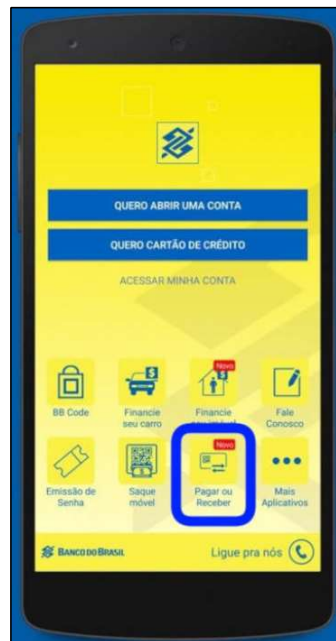 QUERO ABRIR UMA CONTA
QUERO CARTÃO DE CRÉDITO
ACESSAR MINHA CONTA
Novo
BB Code
Financie
seu carro
Financie
Fale
Conosco
Novo
Emissão de
Senha
Saque
móvel
Pagar ou
Receber
Mais
Aplicativos
BANCO DO BRASIL
Ligue pra nós